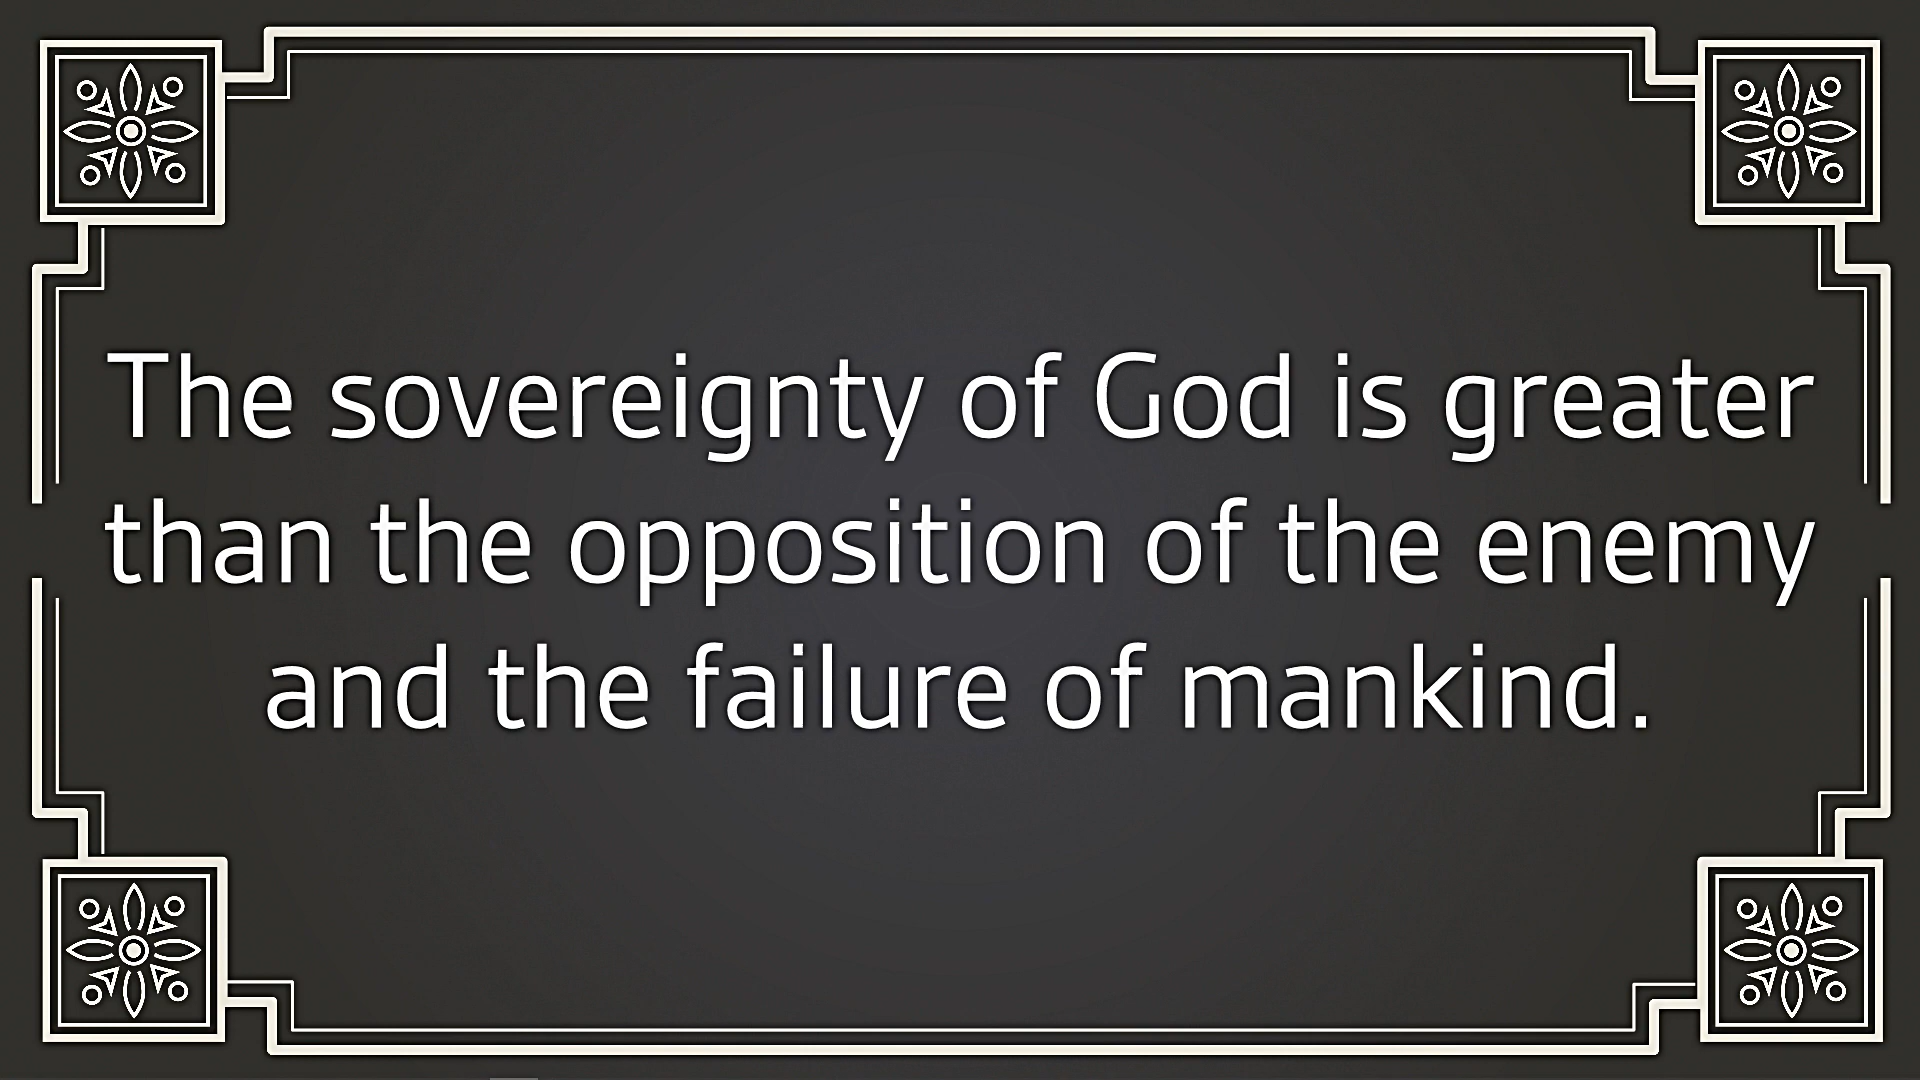 The sovereignty of God is greater
than the opposition of the enemy
and the failure of mankind.